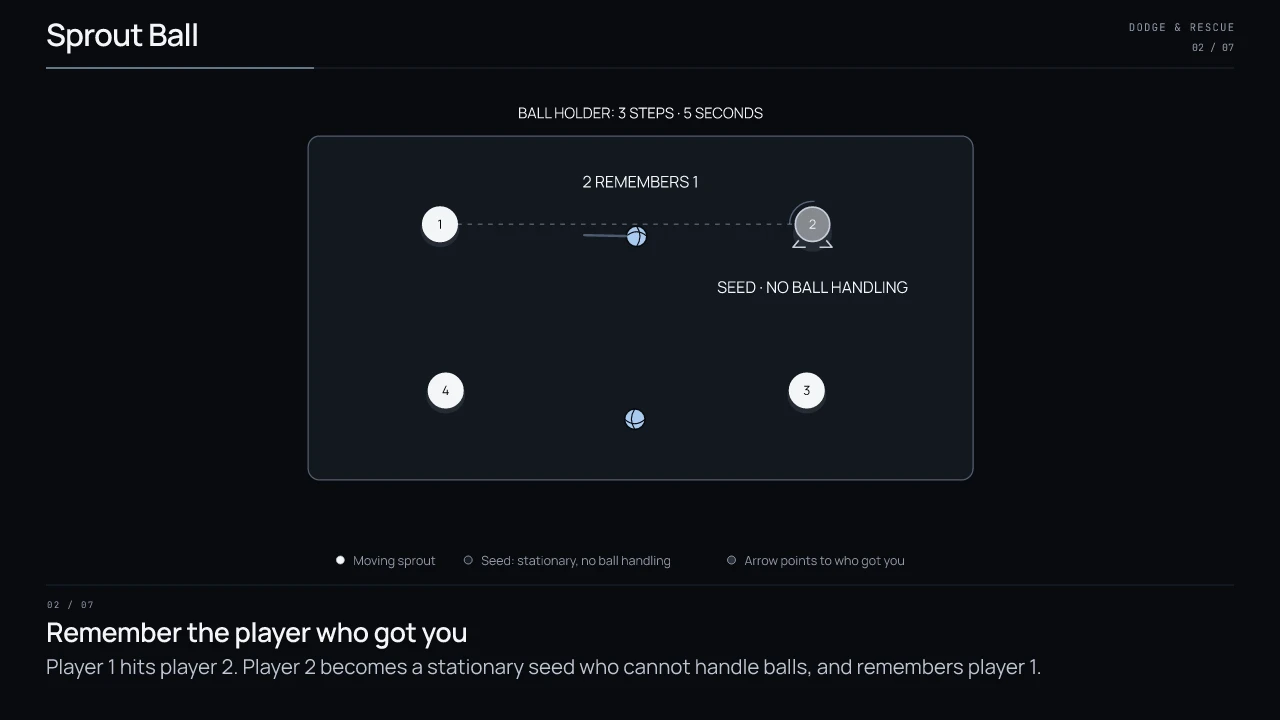 Sprout Ball
DODGE & RESCUE
02 / 07
BALL HOLDER: 3 STEPS · 5 SECONDS
2 REMEMBERS 1
1
2
SEED · NO BALL HANDLING
4
3
Moving sprout
Seed: stationary, no ball handling
Arrow points to who got you
02 / 07
Remember the player who got you
Player 1 hits player 2. Player 2 becomes a stationary seed who cannot handle balls, and remembers player 1.